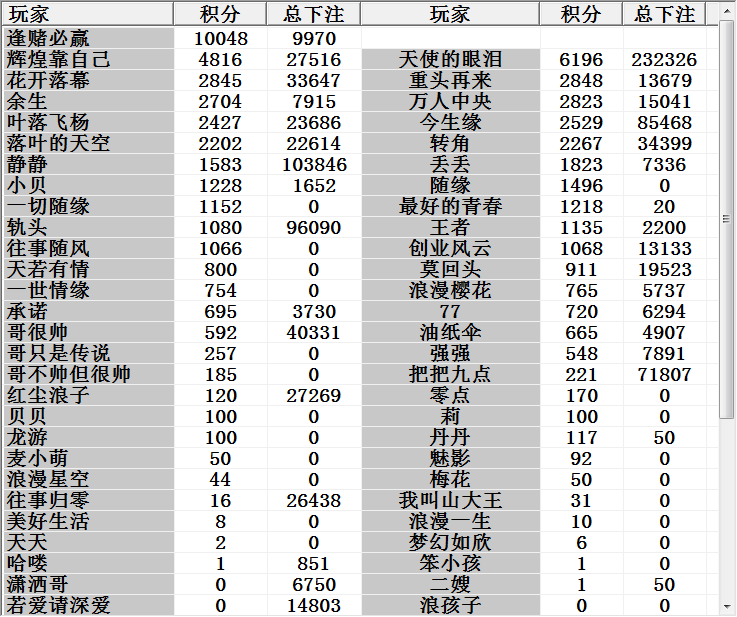 玩家 积分 总下注 玩家 积分 总下注
逢赌必赢 10048 9970
辉煌靠自己 4816 27516 天使的眼泪 6196 232326
花开落幕 2845 33647 重头再来 2848 13679
余生 2704 7915 万人中央 2823 15041
叶落飞杨 2427 23686 今生缘 2529 85468
落叶的天空 2202 22614 转角 2267 34399
静静 1583 103846 丢丢 1823 7336
小贝 1228 1652 随缘 1496 0
一切随缘 1152 0 最好的青春 1218 20
轨头 1080 96090 王者 1135 2200
往事随风 1066 0 创业风云 1068 13133
天若有情 800 0 莫回头 911 19523
一世情缘 754 0 浪漫樱花 765 5737
承诺 695 3730 77 720 6294
哥很帅 592 40331 油纸伞 665 4907
哥只是传说 257 0 强强 548 7891
哥不帅但很帅 185 0 把把九点 221 71807
红尘浪子 120 27269 零点 170 0
贝贝 100 0 莉 100 0
龙游 100 0 丹丹 117 50
麦小萌 50 0 魅影 92 0
浪漫星空 44 0 梅花 50 0
往事归零 16 26438 我叫山大王 31 0
美好生活 8 0 浪漫一生 10 0
天天 2 0 梦幻如欣 6 0
哈喽 1 851 笨小孩 1 0
潇洒哥 0 6750 二嫂 1 50
若爱请深爱 0 14803 浪孩子 0 0